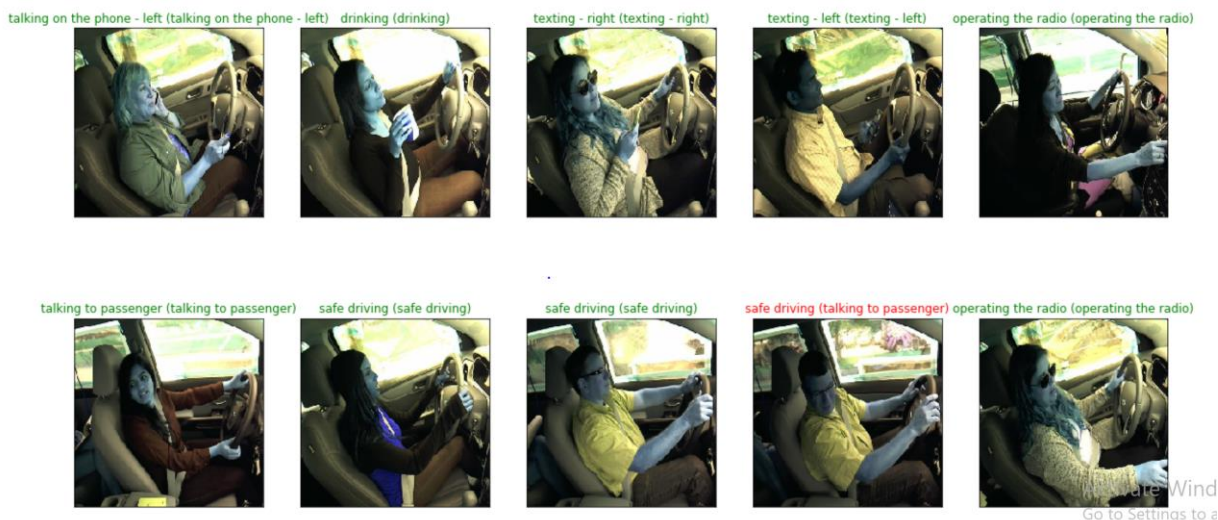 talking on the phone - left (talking on the phone - left)
drinking (drinking)
texting - right (texting - right)
texting - left (texting - left)
operating the radio (operating the radio)
talking to passenger (talking to passenger)
safe driving (safe driving)
safe driving (safe driving)
safe driving (talking to passenger)
operating the radio (operating the radio)
Activate Wind
Go to Settings to a